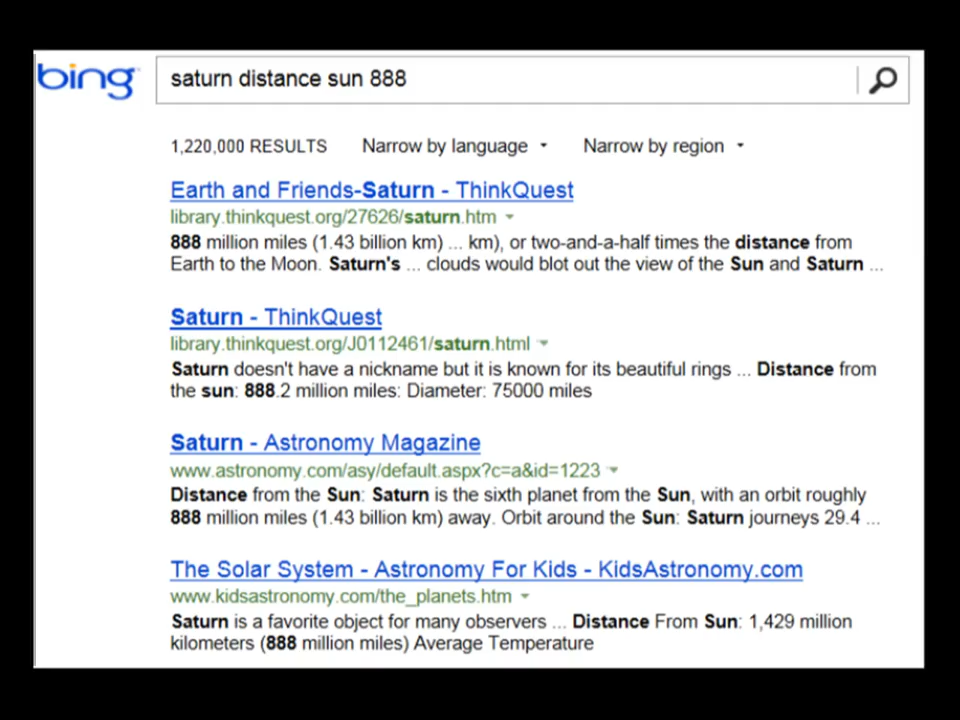 bing
saturn distance sun 888
1,220,000 RESULTS Narrow by language Narrow by region
Earth and Friends-Saturn - ThinkQuest
library.thinkquest.org/27626/saturn.htm
888 million miles (1.43 billion km) ... km), or two-and-a-half times the distance from
Earth to the Moon. Saturn's ... clouds would blot out the view of the Sun and Saturn ...
Saturn - ThinkQuest
library.thinkquest.org/J0112461/saturn.html
Saturn doesn't have a nickname but it is known for its beautiful rings ... Distance from
the sun: 888.2 million miles: Diameter: 75000 miles
Saturn - Astronomy Magazine
www.astronomy.com/asy/default.aspx?c=a&id=1223
Distance from the Sun: Saturn is the sixth planet from the Sun, with an orbit roughly
888 million miles (1.43 billion km) away. Orbit around the Sun: Saturn journeys 29.4 ...
The Solar System - Astronomy For Kids - KidsAstronomy.com
www.kidsastronomy.com/the_planets.htm
Saturn is a favorite object for many observers ... Distance From Sun: 1,429 million
kilometers (888 million miles) Average Temperature